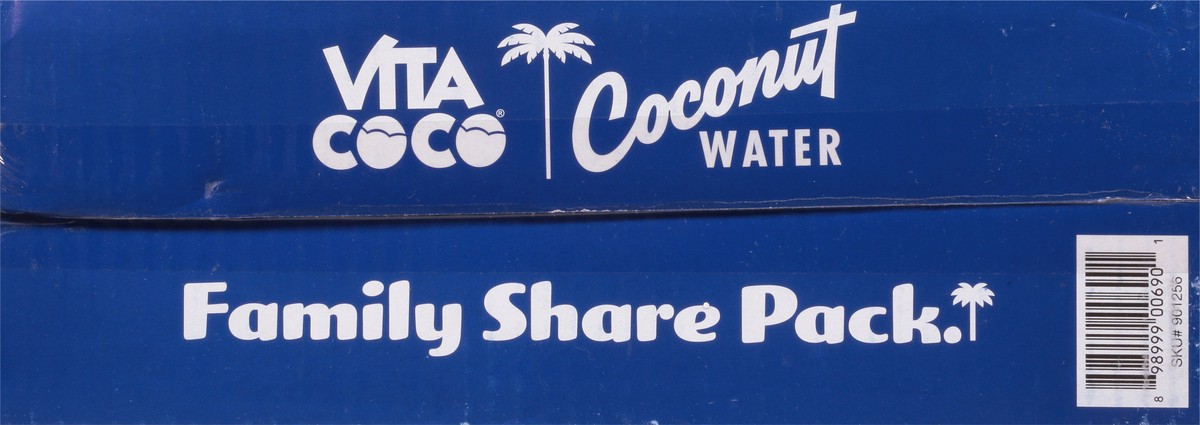 VITA
COCO®
Coconut
WATER
Family Share Pack.
8 98999 00690 1
SKU# 901256